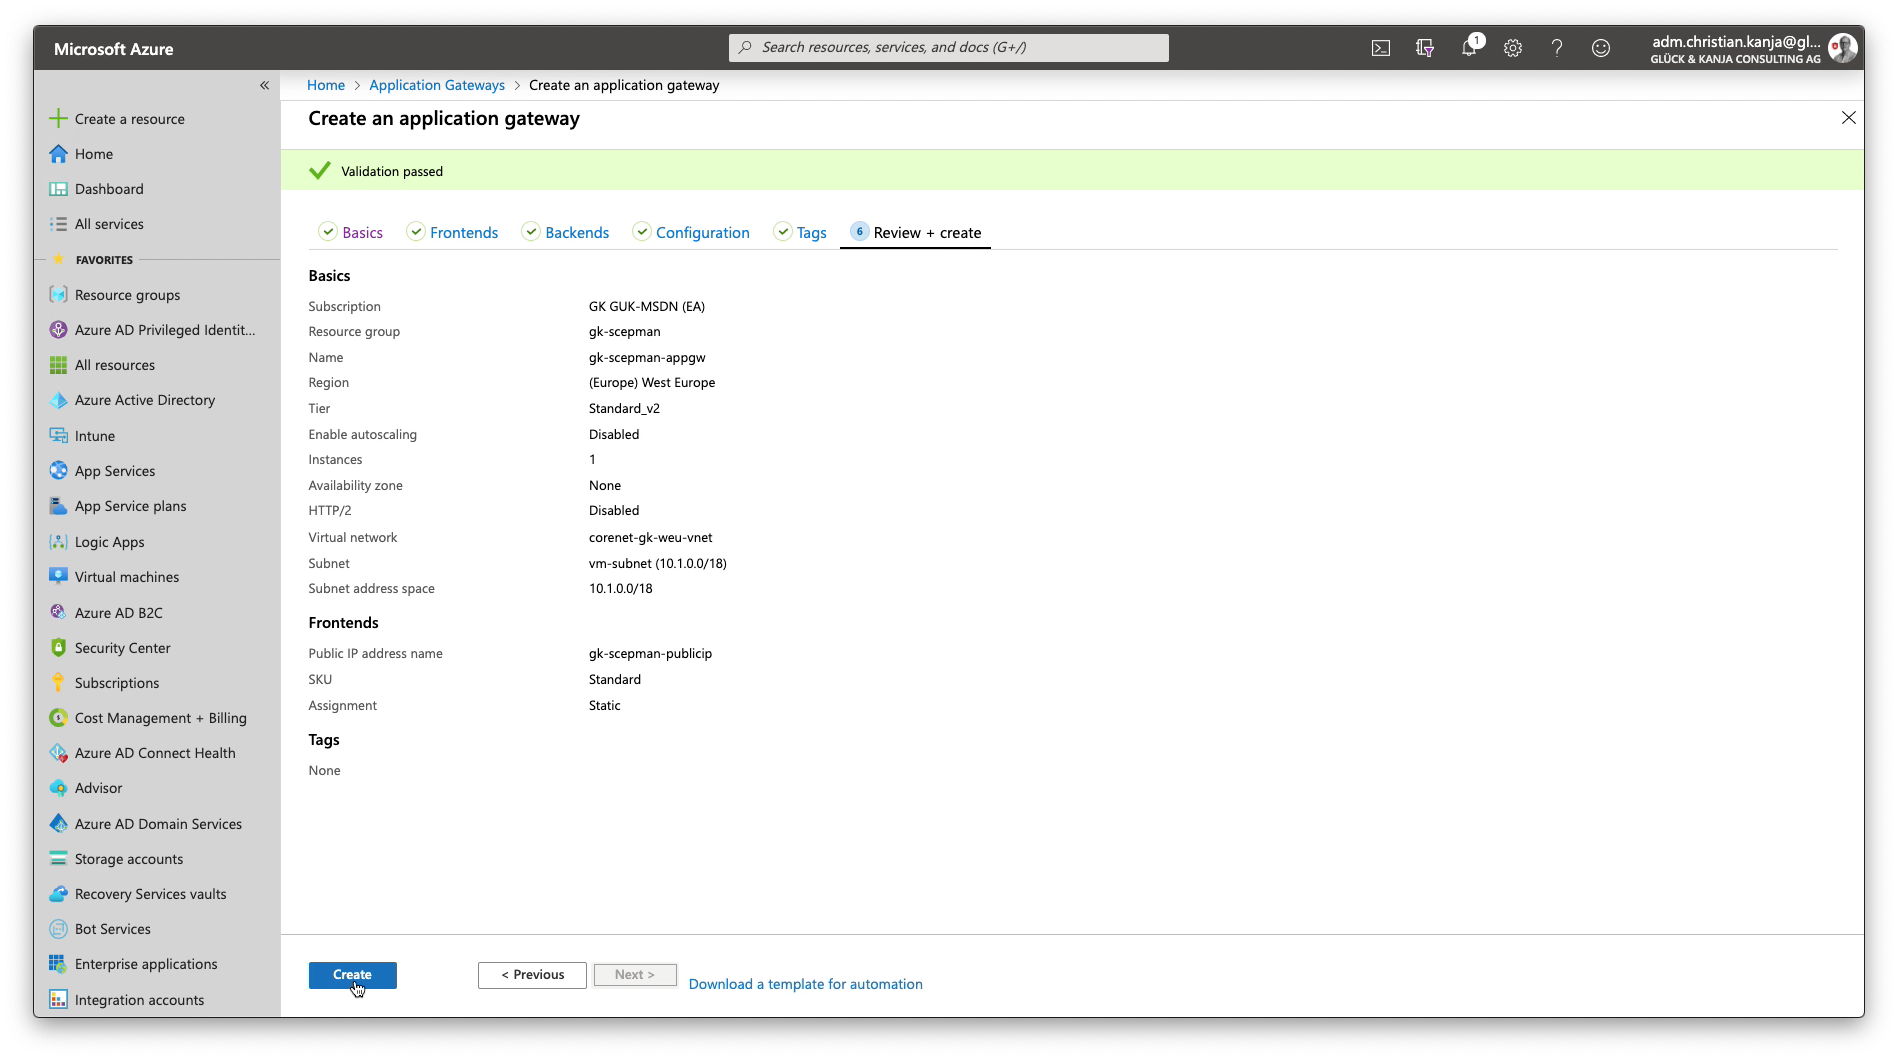 Microsoft Azure
Search resources, services, and docs (G+/)
1
adm.christian.kanja@gl...
GLÜCK & KANJA CONSULTING AG
«
Create a resource
Home
Dashboard
All services
FAVORITES
Resource groups
Azure AD Privileged Identit...
All resources
Azure Active Directory
Intune
App Services
App Service plans
Logic Apps
Virtual machines
Azure AD B2C
Security Center
Subscriptions
Cost Management + Billing
Azure AD Connect Health
Advisor
Azure AD Domain Services
Storage accounts
Recovery Services vaults
Bot Services
Enterprise applications
Integration accounts
Home > Application Gateways > Create an application gateway
Create an application gateway
Validation passed
Basics Frontends Backends Configuration Tags 6 Review + create
Basics
Subscription GK GUK-MSDN (EA)
Resource group gk-scepman
Name gk-scepman-appgw
Region (Europe) West Europe
Tier Standard_v2
Enable autoscaling Disabled
Instances 1
Availability zone None
HTTP/2 Disabled
Virtual network corenet-gk-weu-vnet
Subnet vm-subnet (10.1.0.0/18)
Subnet address space 10.1.0.0/18
Frontends
Public IP address name gk-scepman-publicip
SKU Standard
Assignment Static
Tags
None
Create < Previous Next > Download a template for automation